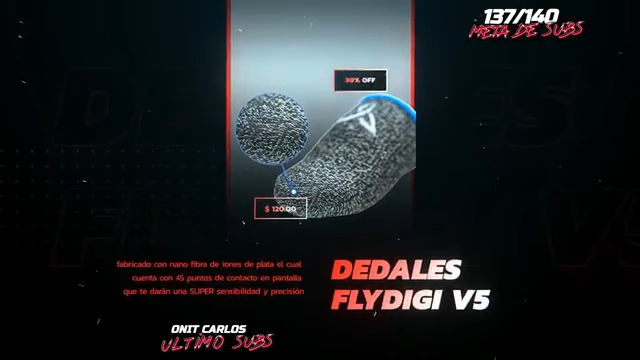 137/140
META DE SUBS
30% OFF
$ 120.00
fabricado con nano fibra de iones de plata el cual
cuenta con 45 puntos de contacto en pantalla
que te darán una SUPER sensibilidad y precisión
DEDALES
FLYDIGI V5
ONIT CARLOS
ULTIMO SUBS